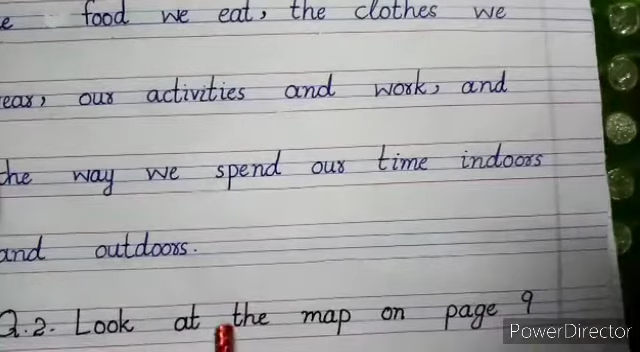 food we eat, the clothes we
our activities and work, and
the way we spend our time indoors
and outdoors.
Q.2. Look at the map on page 9
PowerDirector